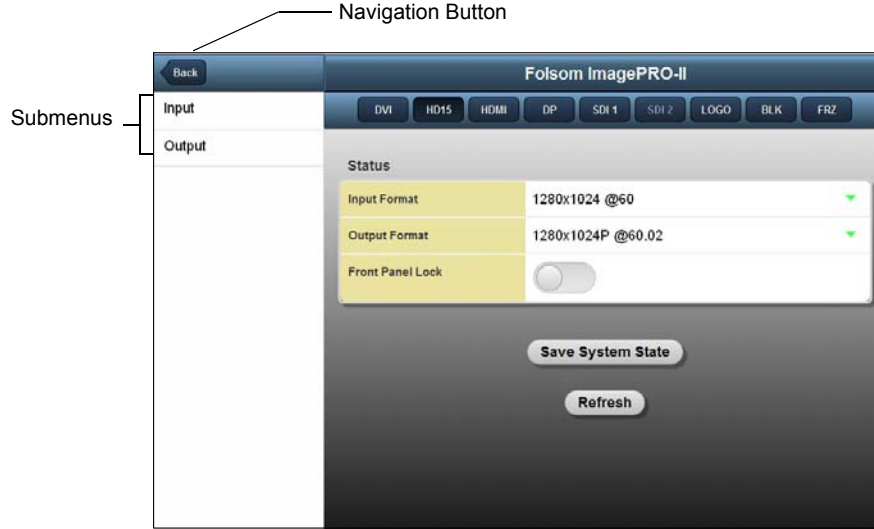 Navigation Button
Back
Folsom ImagePRO-II
Submenus
Input
Output
DVI HD15 HDMI DP SDI 1 SDI 2 LOGO BLK FRZ
Status
Input Format 1280x1024 @60
Output Format 1280x1024P @60.02
Front Panel Lock
Save System State
Refresh